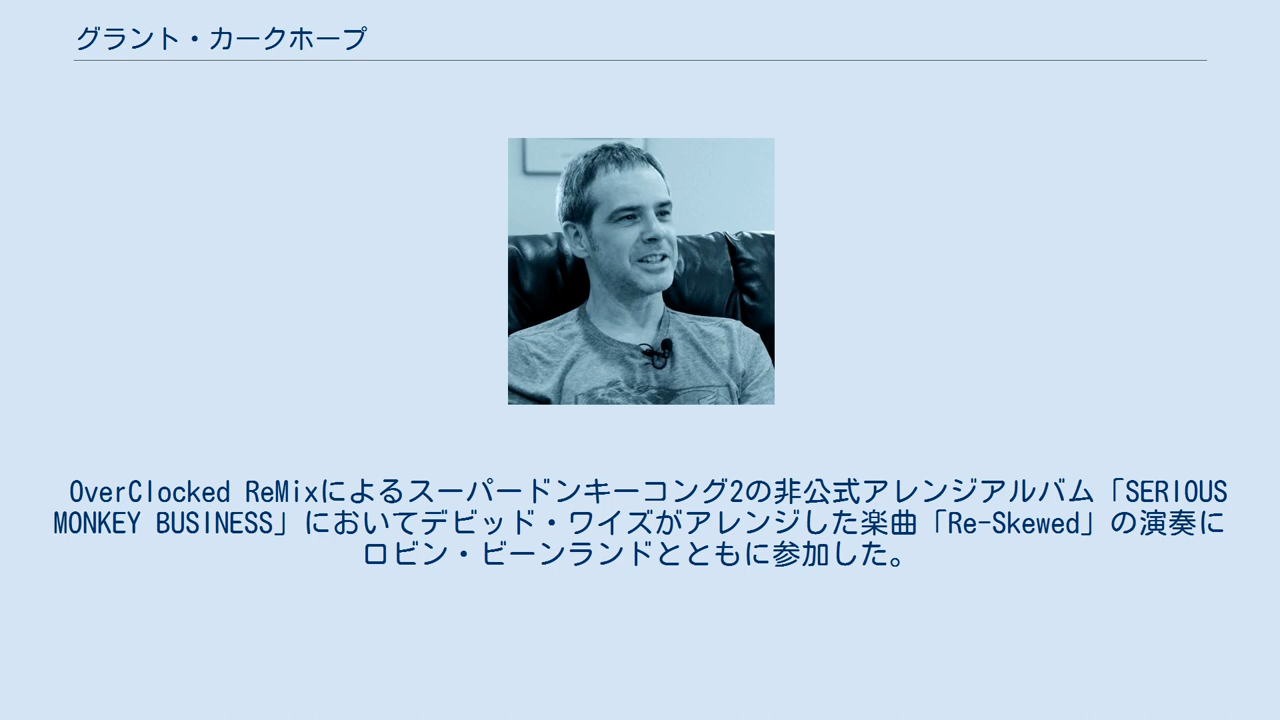 グラント・カークホープ
OverClocked ReMixによるスーパードンキーコング2の非公式アレンジアルバム「SERIOUS
MONKEY BUSINESS」においてデビッド・ワイズがアレンジした楽曲「Re-Skewed」の演奏に
ロビン・ビーンランドとともに参加した。